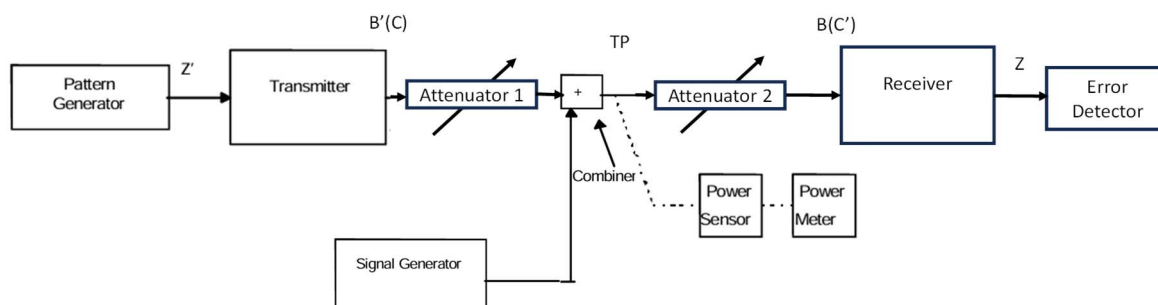 B'(C)
TP
B(C')
Z'
Z
Pattern
Generator
Transmitter
Attenuator 1
+
Attenuator 2
Receiver
Error
Detector
Combiner
Power
Sensor
Power
Meter
Signal Generator